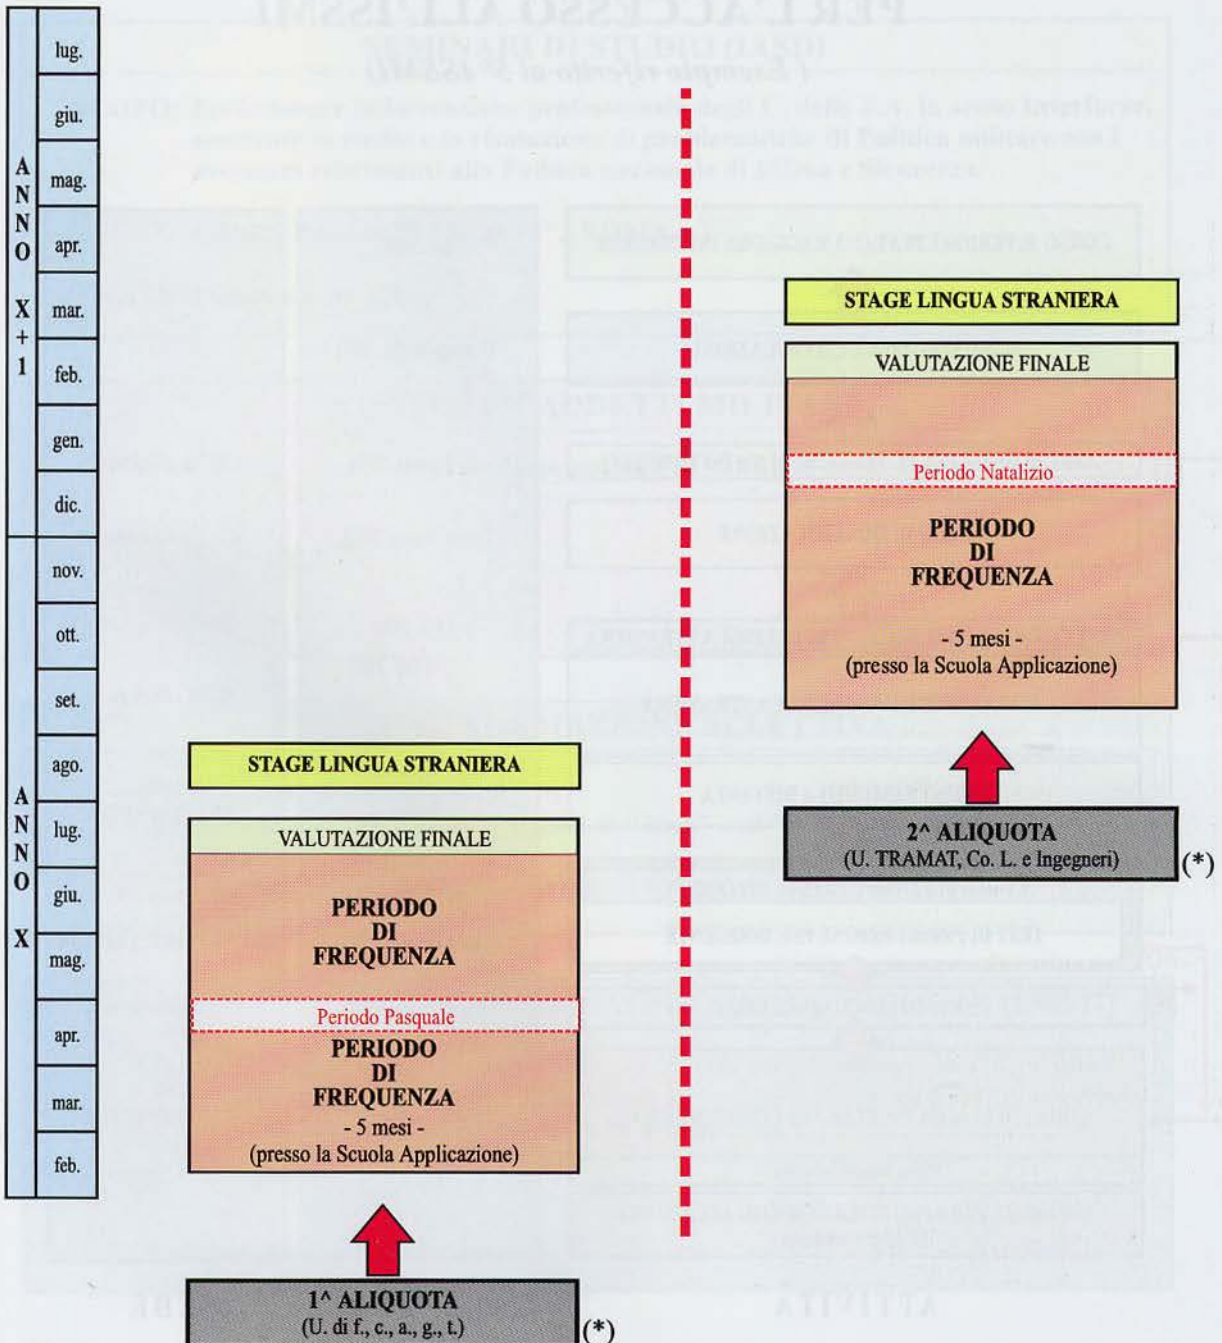 lug.
giu.
mag.
apr.
mar.
feb.
gen.
dic.
nov.
ott.
set.
ago.
lug.
giu.
mag.
apr.
mar.
feb.
ANNO X+1
ANNO X
STAGE LINGUA STRANIERA
VALUTAZIONE FINALE
Periodo Natalizio
PERIODO
DI
FREQUENZA
- 5 mesi -
(presso la Scuola Applicazione)
2^ ALIQUOTA
(U. TRAMAT, Co. L. e Ingegneri)
(*)
STAGE LINGUA STRANIERA
VALUTAZIONE FINALE
PERIODO
DI
FREQUENZA
Periodo Pasquale
PERIODO
DI
FREQUENZA
- 5 mesi -
(presso la Scuola Applicazione)
1^ ALIQUOTA
(U. di f., c., a., g., t.)
(*)